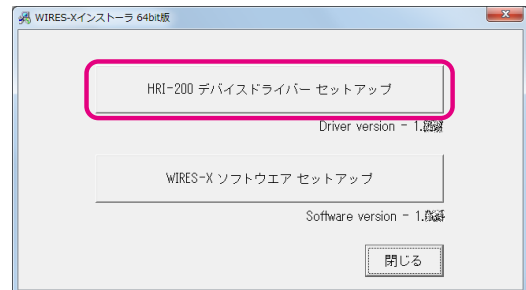 WIRES-Xインストーラ 64bit版
HRI-200 デバイスドライバー セットアップ
Driver version - 1.
WIRES-X ソフトウエア セットアップ
Software version - 1.
閉じる